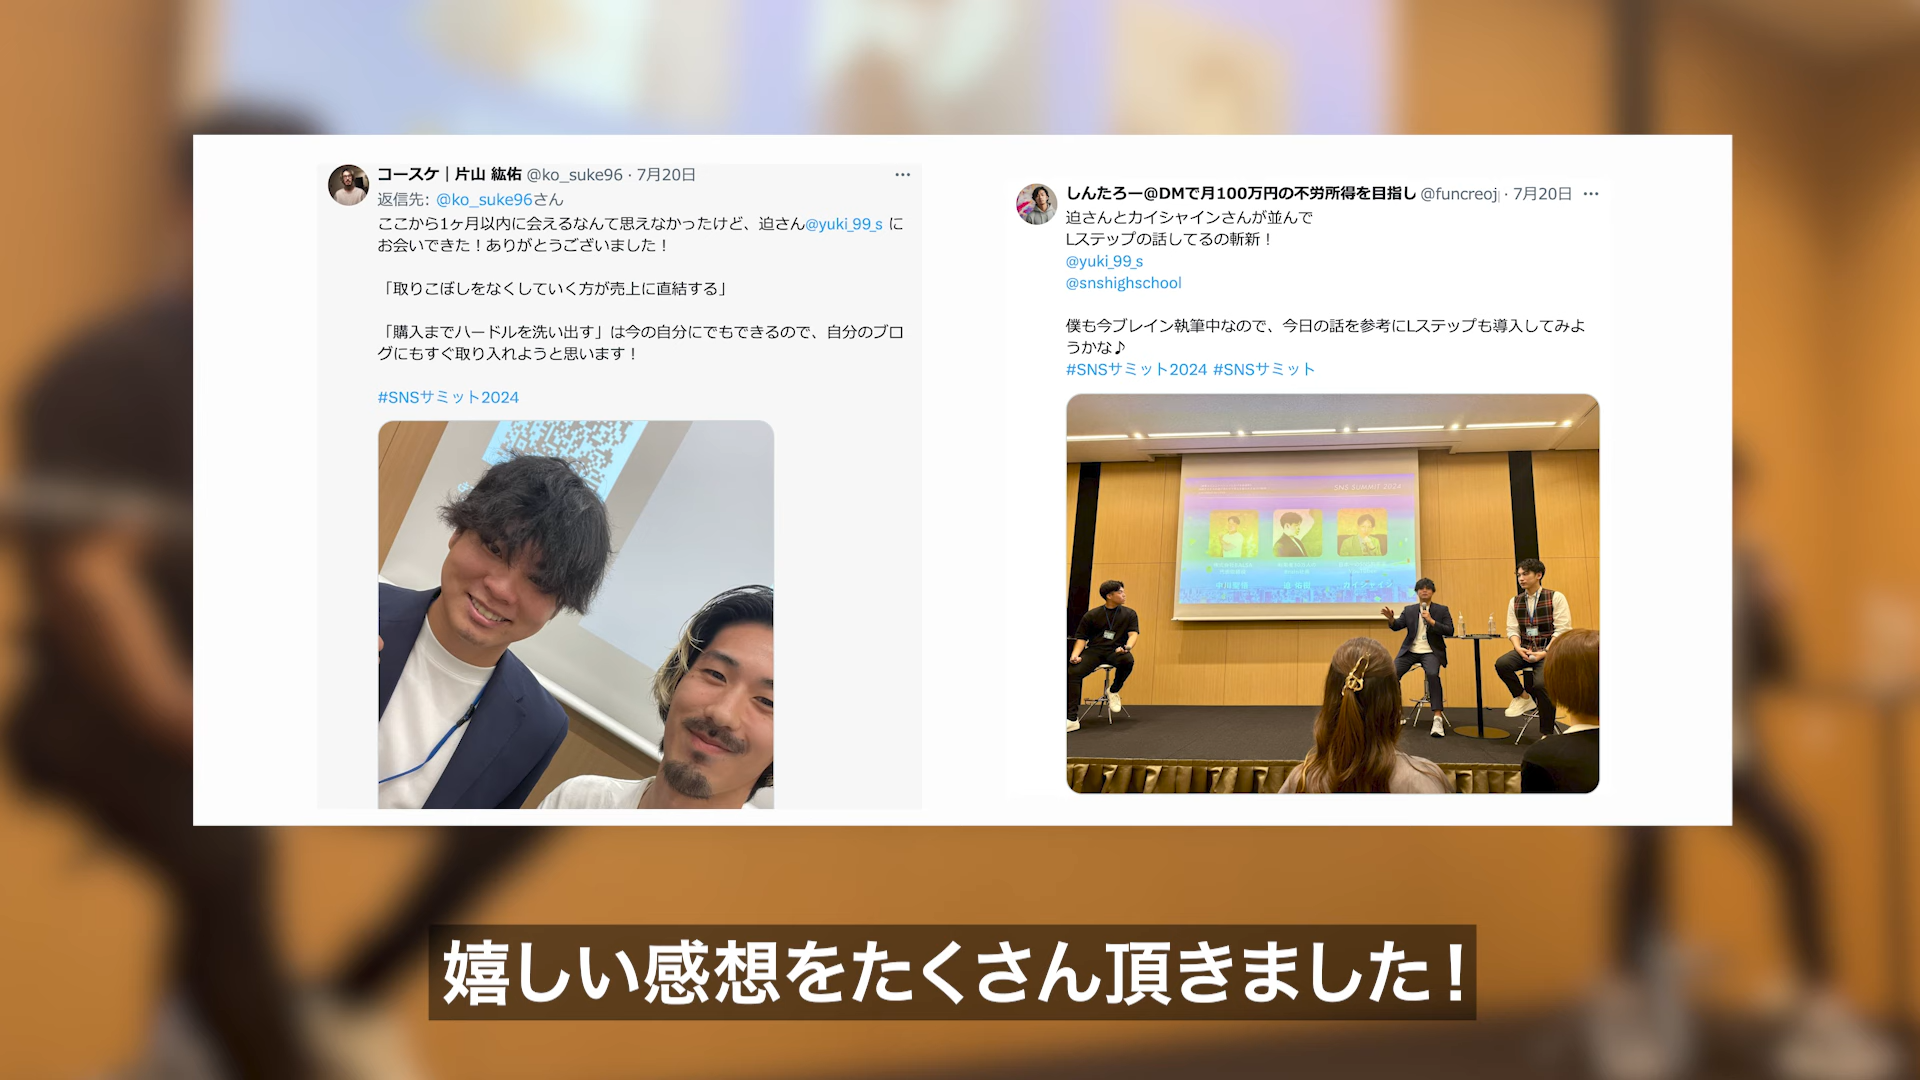 コースケ｜片山 紘佑 @ko_suke96 · 7月20日
返信先: @ko_suke96さん
ここから1ヶ月以内に会えるなんて思えなかったけど、迫さん@yuki_99_s に
お会いできた！ありがとうございました！
「取りこぼしをなくしていく方が売上に直結する」
「購入までハードルを洗い出す」は今の自分にでもできるので、自分のブロ
グにもすぐ取り入れようと思います！
#SNSサミット2024
しんたろー@DMで月100万円の不労所得を目指し @funcreoj · 7月20日
迫さんとカイシャインさんが並んで
Lステップの話してるの斬新！
@yuki_99_s
@snshighschool
僕も今ブレイン執筆中なので、今日の話を参考にLステップも導入してみよ
うかな♪
#SNSサミット2024 #SNSサミット
SNS SUMMIT 2024
カイシャイン
嬉しい感想をたくさん頂きました！